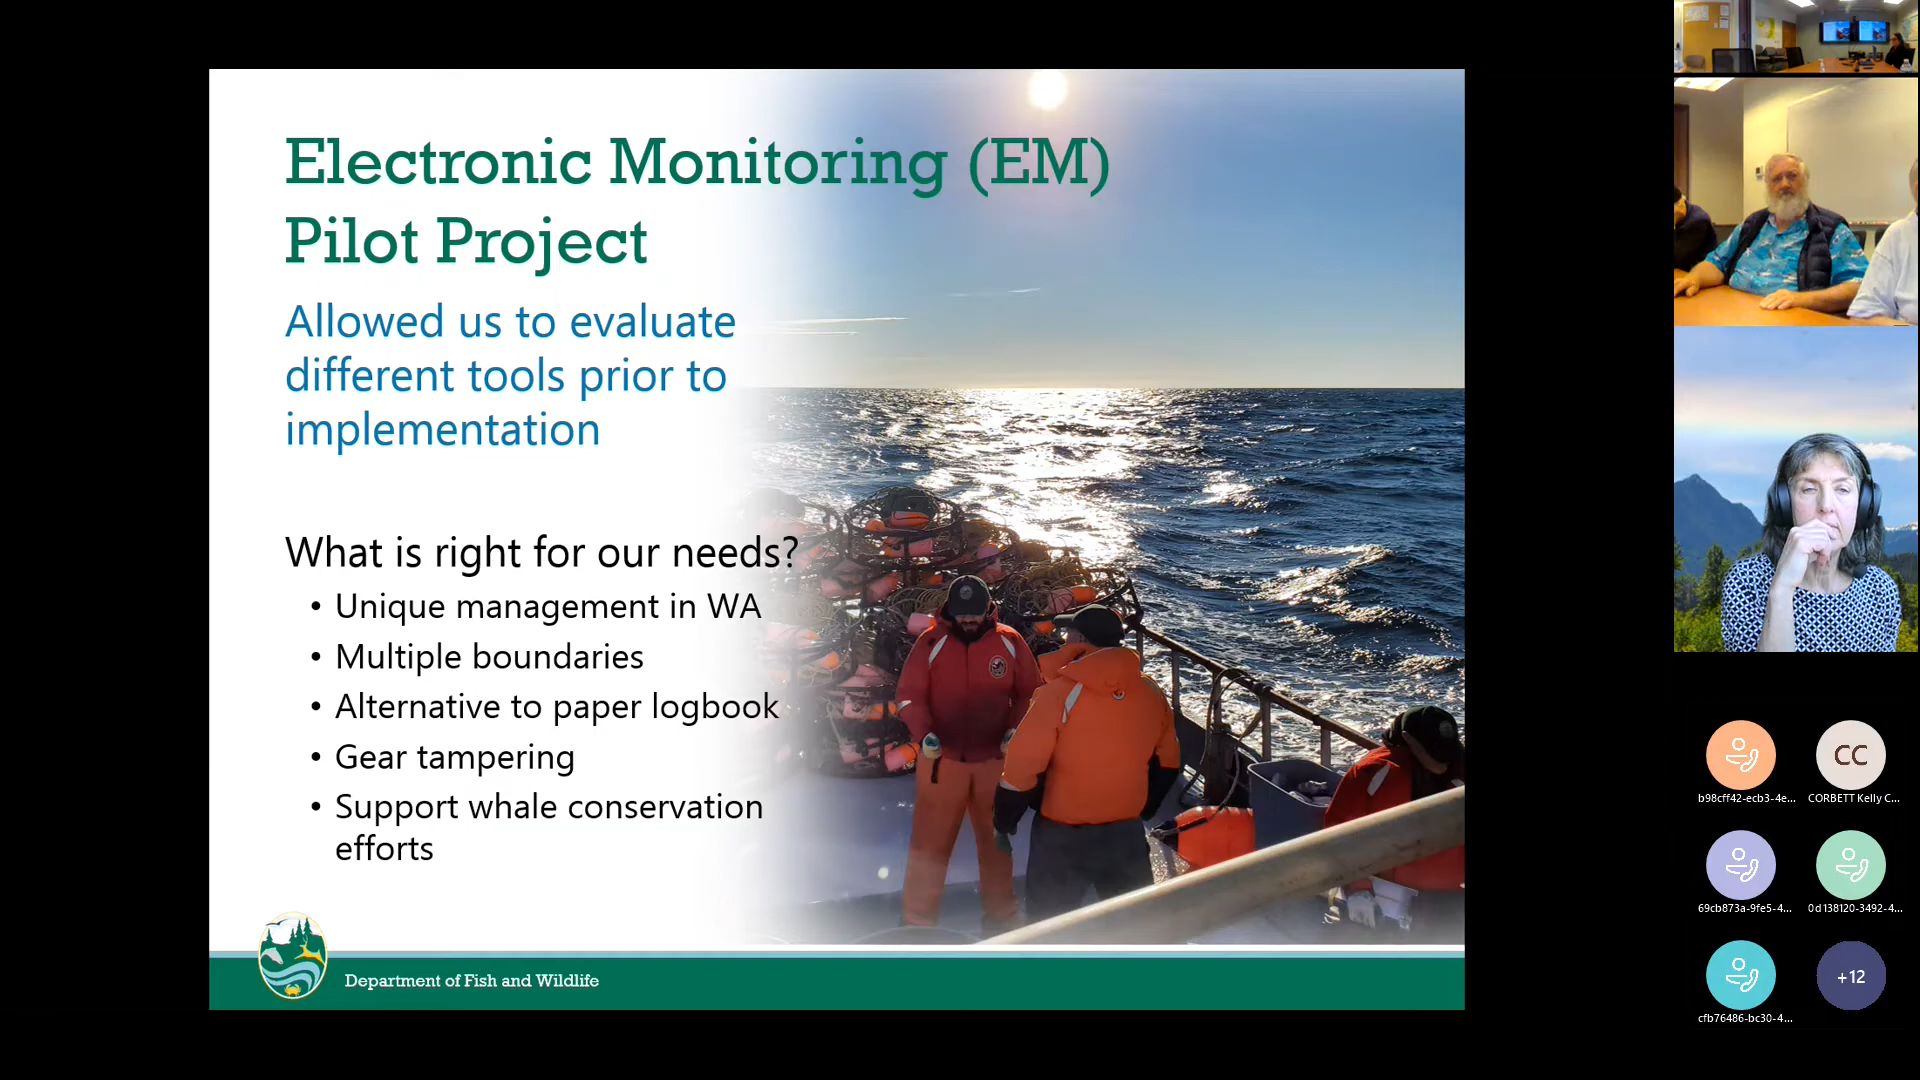 Electronic Monitoring (EM)
Pilot Project
Allowed us to evaluate
different tools prior to
implementation
What is right for our needs?
• Unique management in WA
• Multiple boundaries
• Alternative to paper logbook
• Gear tampering
• Support whale conservation
efforts
Department of Fish and Wildlife
CC
b98cff42-ecb3-4e...
CORBETT Kelly C...
69cb873a-9fe5-4...
0d138120-3492-4...
+12
cfb76486-bc30-4...